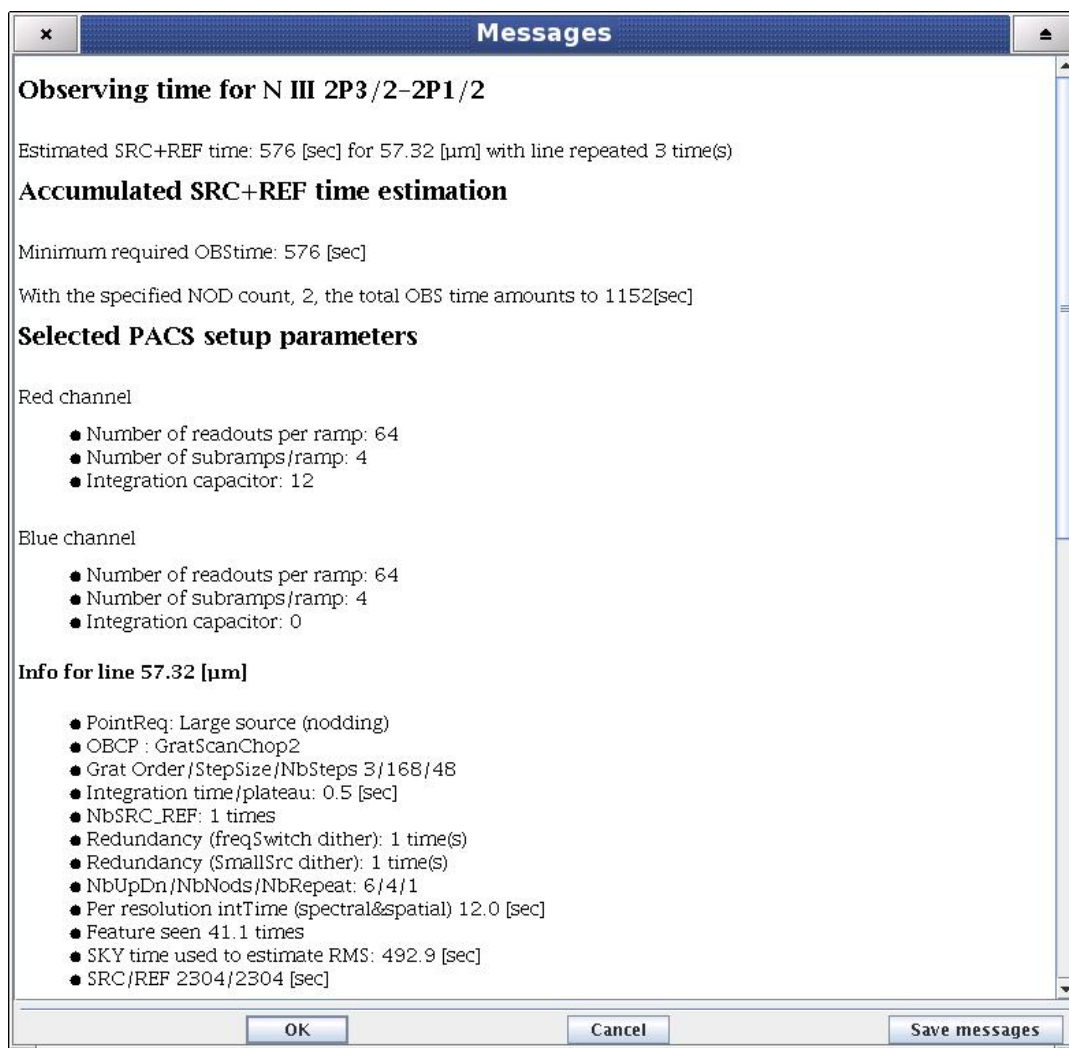 Messages
Observing time for N III 2P3/2-2P1/2
Estimated SRC+REF time: 576 [sec] for 57.32 [µm] with line repeated 3 time(s)
Accumulated SRC+REF time estimation
Minimum required OBStime: 576 [sec]
With the specified NOD count, 2, the total OBS time amounts to 1152[sec]
Selected PACS setup parameters
Red channel
● Number of readouts per ramp: 64
● Number of subramps/ramp: 4
● Integration capacitor: 12
Blue channel
● Number of readouts per ramp: 64
● Number of subramps/ramp: 4
● Integration capacitor: 0
Info for line 57.32 [µm]
● PointReq: Large source (nodding)
● OBCP : GratScanChop2
● Grat Order/StepSize/NbSteps 3/168/48
● Integration time/plateau: 0.5 [sec]
● NbSRC_REF: 1 times
● Redundancy (freqSwitch dither): 1 time(s)
● Redundancy (SmallSrc dither): 1 time(s)
● NbUpDn/NbNods/NbRepeat: 6/4/1
● Per resolution intTime (spectral&spatial) 12.0 [sec]
● Feature seen 41.1 times
● SKY time used to estimate RMS: 492.9 [sec]
● SRC/REF 2304/2304 [sec]
OK
Cancel
Save messages